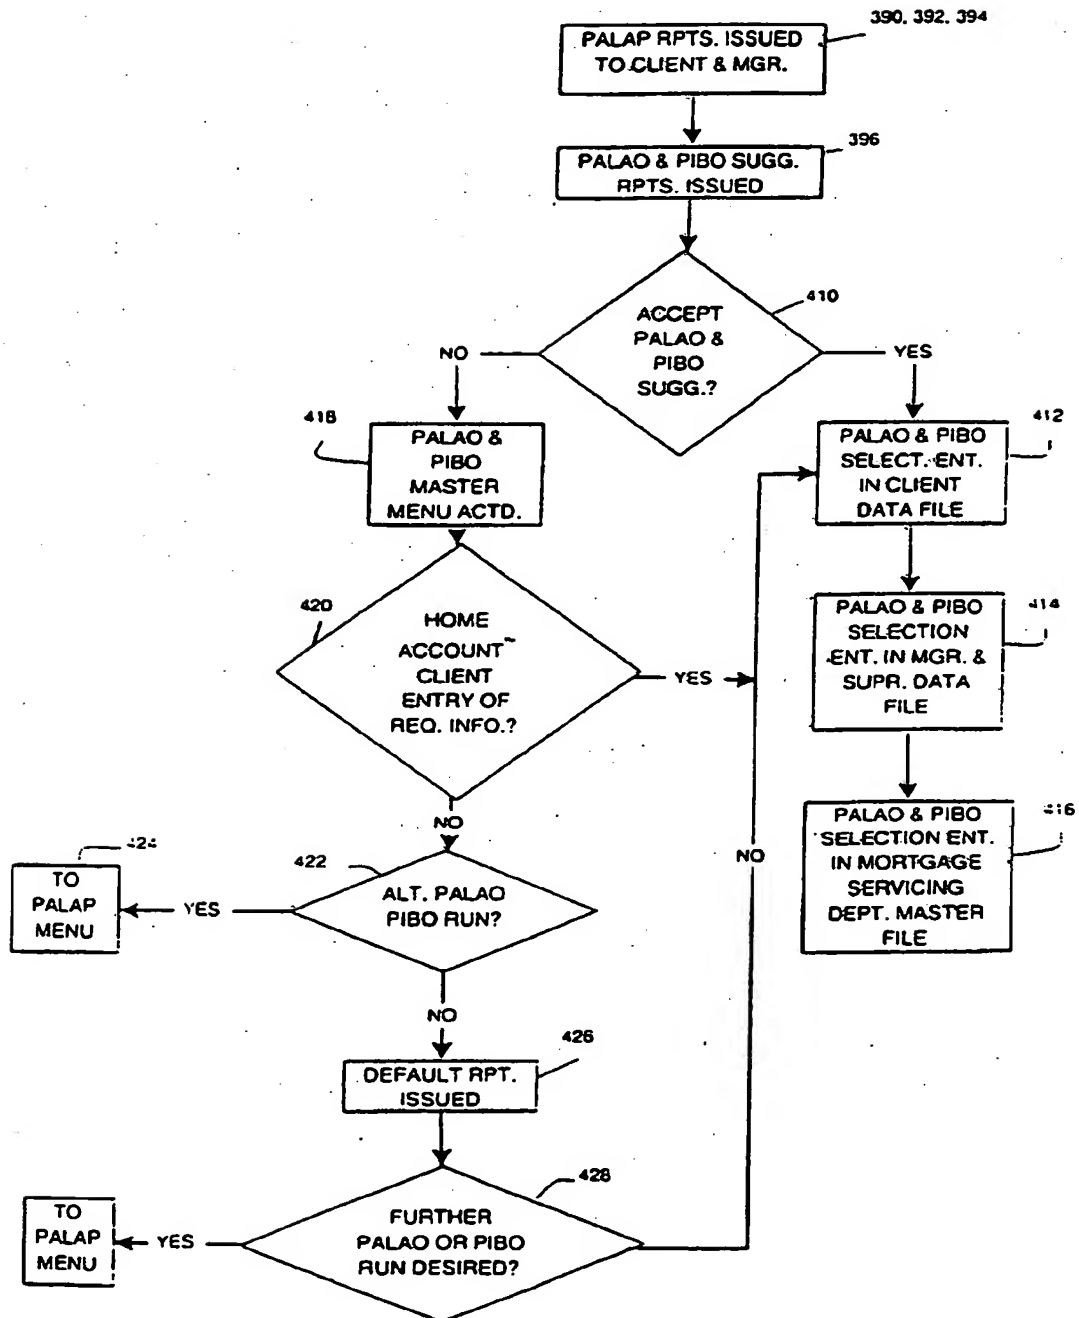 390, 392, 394
PALAP RPTS. ISSUED
TO CLIENT & MGR.
396
PALAO & PIBO SUGG.
RPTS. ISSUED
410
ACCEPT
PALAO &
PIBO
SUGG.?
NO
YES
418
PALAO &
PIBO
MASTER
MENU ACTD.
412
PALAO & PIBO
SELECT. ENT.
IN CLIENT
DATA FILE
420
HOME
ACCOUNT
CLIENT
ENTRY OF
REQ. INFO.?
YES
414
PALAO & PIBO
SELECTION
ENT. IN MGR. &
SUPR. DATA
FILE
NO
416
PALAO & PIBO
SELECTION ENT.
IN MORTGAGE
SERVICING
DEPT. MASTER
FILE
424
TO
PALAP
MENU
YES
422
ALT. PALAO
PIBO RUN?
NO
NO
426
DEFAULT RPT.
ISSUED
428
FURTHER
PALAO OR PIBO
RUN DESIRED?
YES
TO
PALAP
MENU